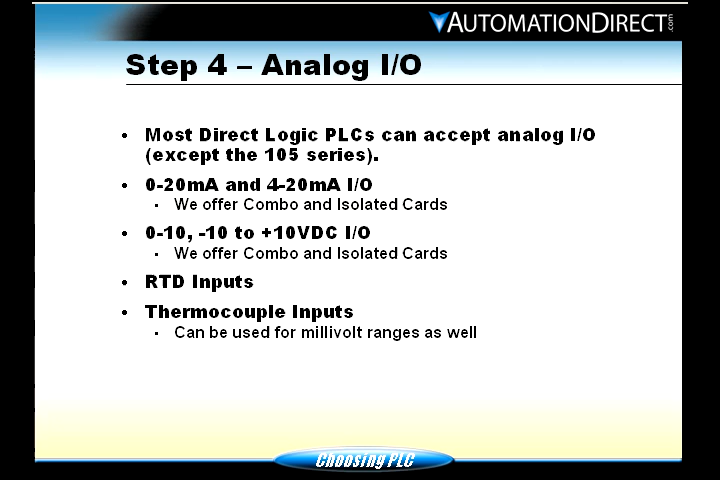 AUTOMATIONDIRECT.com
Step 4 – Analog I/O
• Most Direct Logic PLCs can accept analog I/O
(except the 105 series).
• 0-20mA and 4-20mA I/O
• We offer Combo and Isolated Cards
• 0-10, -10 to +10VDC I/O
• We offer Combo and Isolated Cards
• RTD Inputs
• Thermocouple Inputs
• Can be used for millivolt ranges as well
Choosing PLC